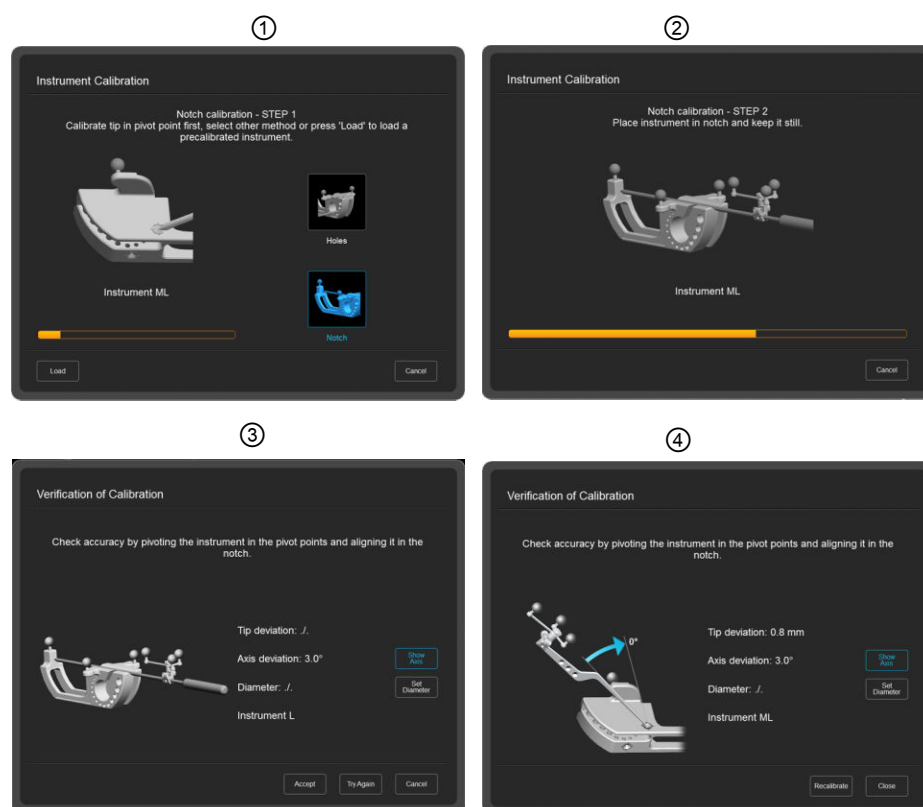 ①
Instrument Calibration
Notch calibration - STEP 1
Calibrate tip in pivot point first, select other method or press 'Load' to load a
precalibrated instrument.
Holes
Instrument ML
Notch
Load
Cancel
②
Instrument Calibration
Notch calibration - STEP 2
Place instrument in notch and keep it still.
Instrument ML
Cancel
③
Verification of Calibration
Check accuracy by pivoting the instrument in the pivot points and aligning it in the
notch.
Tip deviation: ./.
Axis deviation: 3.0°
Show
Axis
Diameter: ./.
Set
Diameter
Instrument L
Accept
Try Again
Cancel
④
Verification of Calibration
Check accuracy by pivoting the instrument in the pivot points and aligning it in the
notch.
0°
Tip deviation: 0.8 mm
Axis deviation: 3.0°
Show
Axis
Diameter: ./.
Set
Diameter
Instrument ML
Recalibrate
Close